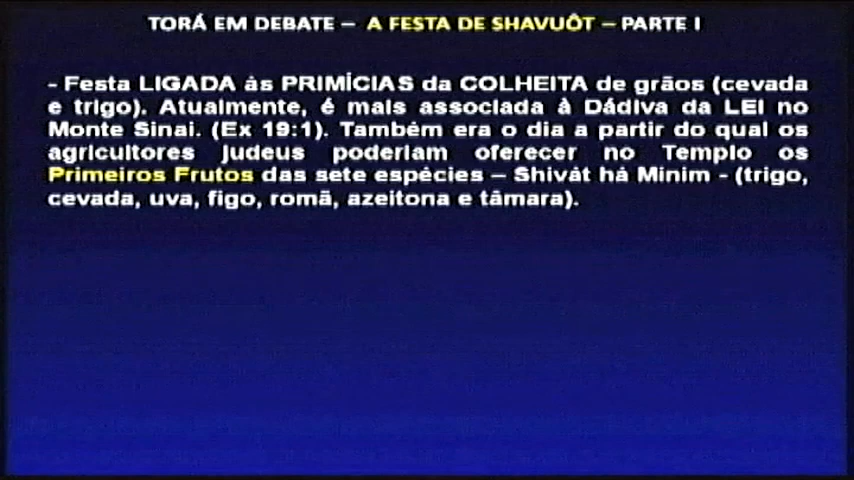 TORÁ EM DEBATE – A FESTA DE SHAVUÔT – PARTE I
- Festa LIGADA às PRIMÍCIAS da COLHEITA de grãos (cevada
e trigo). Atualmente, é mais associada à Dádiva da LEI no
Monte Sinai. (Ex 19:1). Também era o dia a partir do qual os
agricultores judeus poderiam oferecer no Templo os
Primeiros Frutos das sete espécies – Shivát há Minim - (trigo,
cevada, uva, figo, romã, azeitona e tâmara).